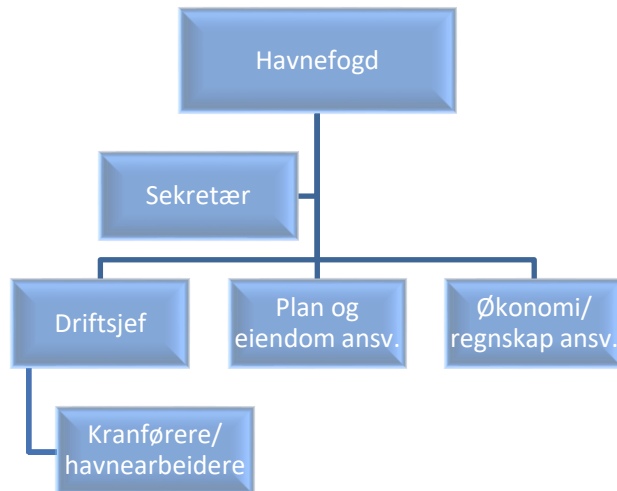 Havnefogd
Sekretær
Driftsjef
Plan og
eiendom ansv.
Økonomi/
regnskap ansv.
Kranførere/
havnearbeidere